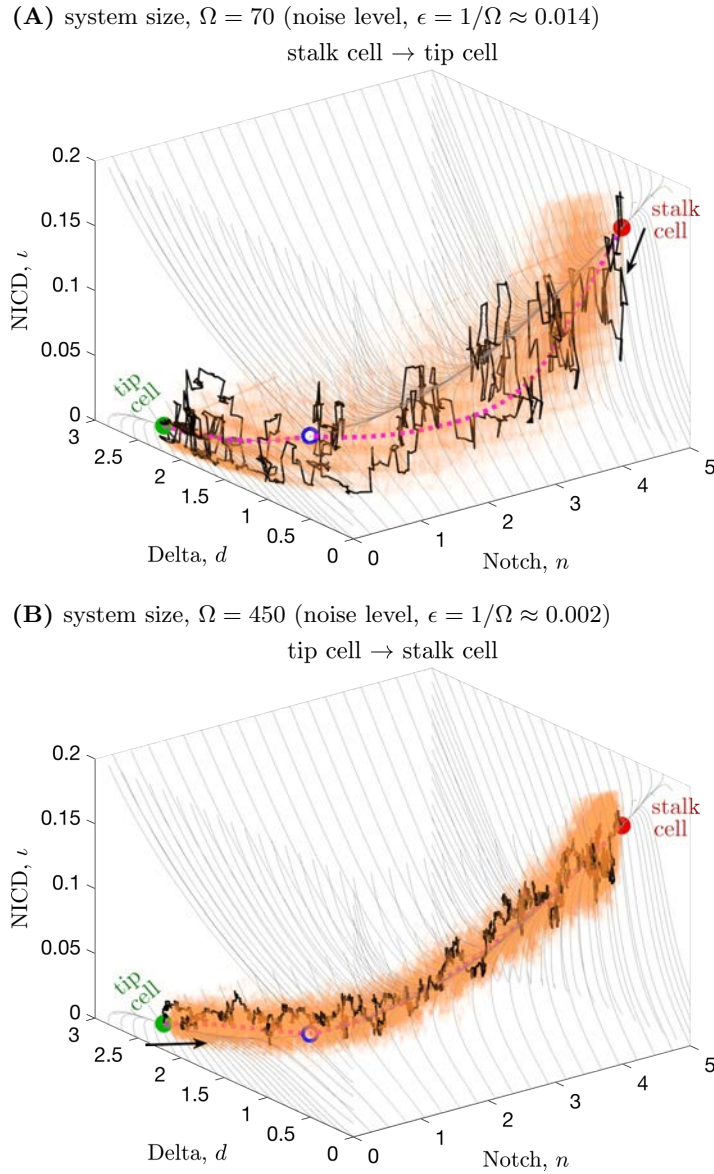 (A) system size, Ω = 70 (noise level, ϵ = 1/Ω ≈ 0.014)
stalk cell → tip cell
0.2
0.15
0.1
0.05
0
NICD, ι
stalk
cell
tip
cell
3
2.5
2
1.5
1
0.5
0
Delta, d
0
1
2
3
4
5
Notch, n
(B) system size, Ω = 450 (noise level, ϵ = 1/Ω ≈ 0.002)
tip cell → stalk cell
0.2
0.15
0.1
0.05
0
NICD, ι
stalk
cell
tip
cell
3
2.5
2
1.5
1
0.5
0
Delta, d
0
1
2
3
4
5
Notch, n